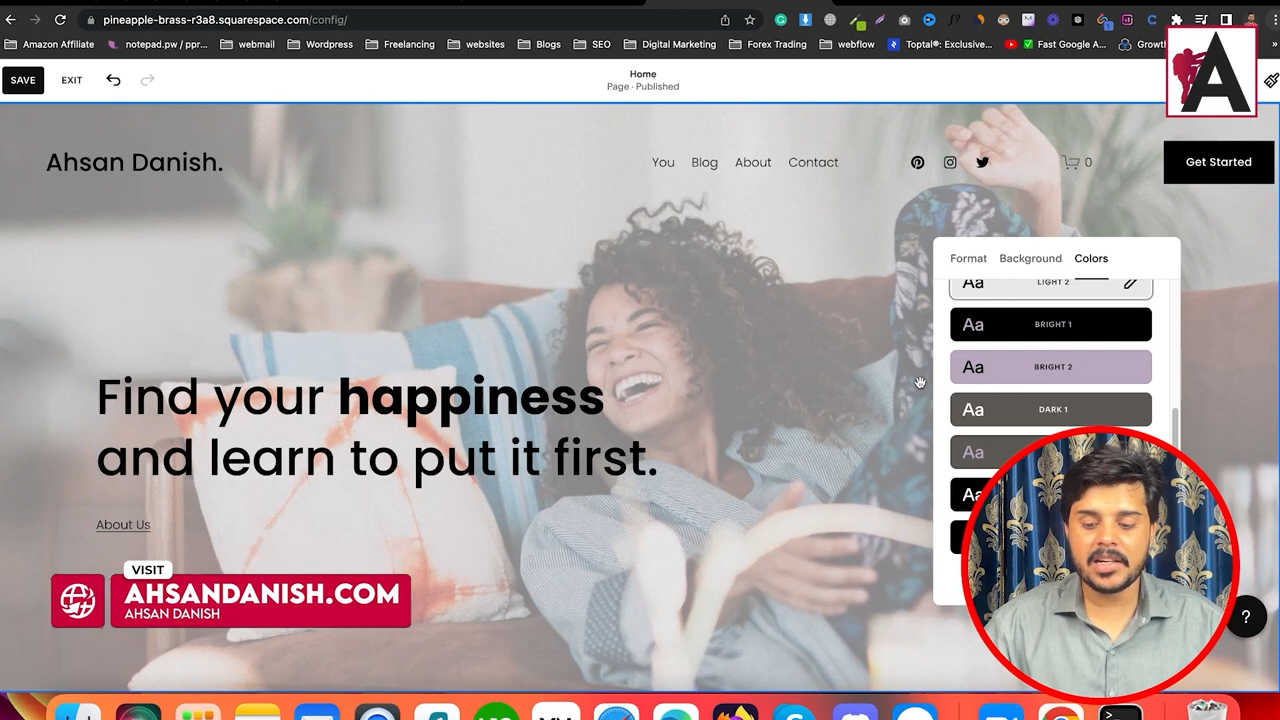 pineapple-brass-r3a8.squarespace.com/config/
Amazon Affiliate
notepad.pw / ppr...
webmail
Wordpress
Freelancing
websites
Blogs
SEO
Digital Marketing
Forex Trading
webflow
Toptal®: Exclusive...
Fast Google A...
Growt
SAVE
EXIT
Home
Page · Published
A
Ahsan Danish.
You
Blog
About
Contact
0
Get Started
Format
Background
Colors
Aa
LIGHT 2
Aa
BRIGHT 1
Aa
BRIGHT 2
Aa
DARK 1
Aa
Aa
Find your happiness
and learn to put it first.
About Us
VISIT
AHSANDANISH.COM
AHSAN DANISH
?